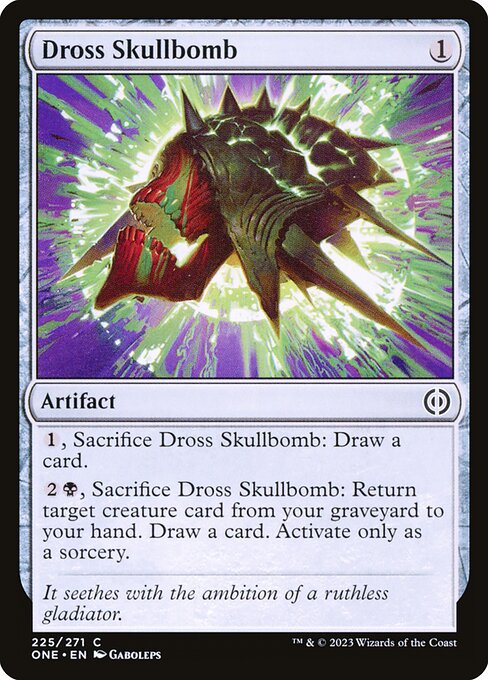 Dross Skullbomb 1
Artifact
1, Sacrifice Dross Skullbomb: Draw a
card.
2, Sacrifice Dross Skullbomb: Return
target creature card from your graveyard to
your hand. Draw a card. Activate only as
a sorcery.
It seethes with the ambition of a ruthless
gladiator.
225/271 C ™ & © 2023 Wizards of the Coast
ONE • EN Gaboleps